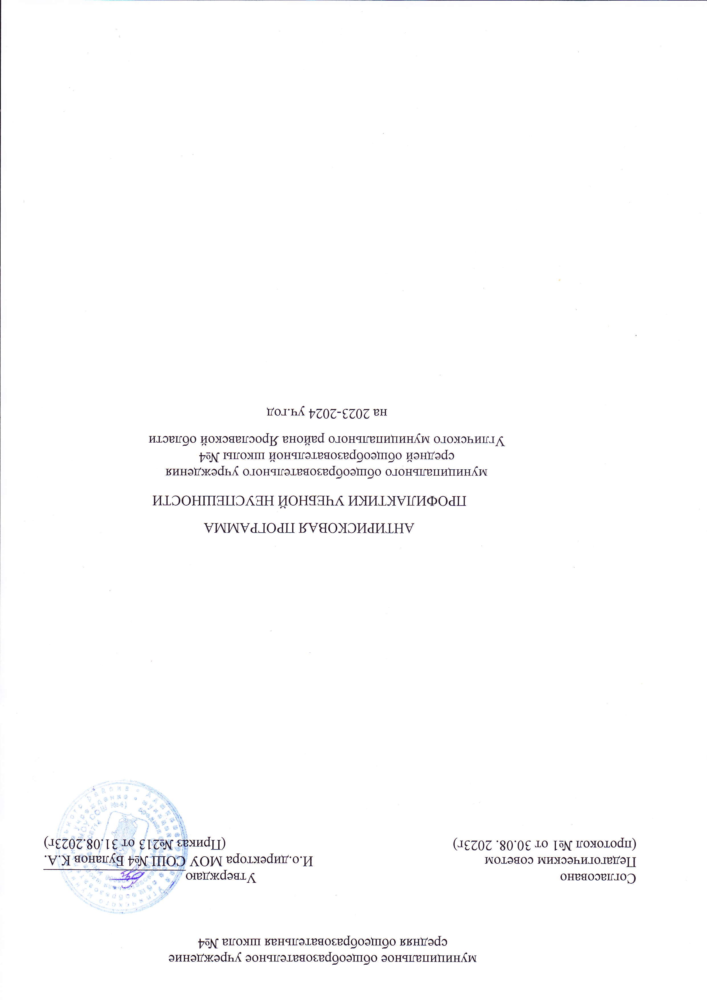 муниципальное общеобразовательное учреждение
средняя общеобразовательная школа №4
Согласовано
Педагогическим советом
(протокол №1 от 30.08. 2023г)
Утверждаю
И.о.директора МОУ СОШ №4 Буланов К.А.
(Приказ №213 от 31.08.2023г)
АНТИРИСКОВАЯ ПРОГРАММА
ПРОФИЛАКТИКИ УЧЕБНОЙ НЕУСПЕШНОСТИ
муниципального общеобразовательного учреждения
средней общеобразовательной школы №4
Угличского муниципального района Ярославской области
на 2023-2024 уч.год